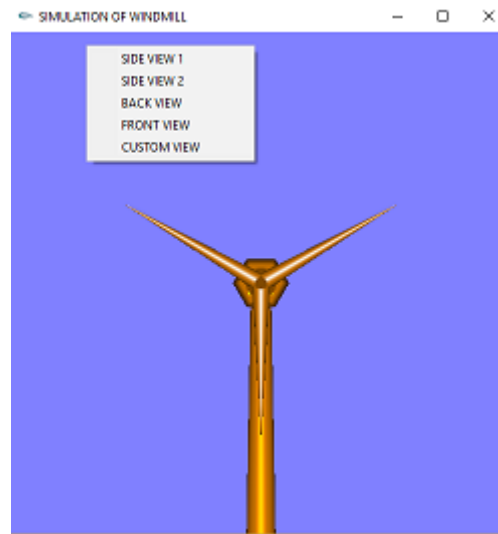 SIMULATION OF WINDMILL
SIDE VIEW 1
SIDE VIEW 2
BACK VIEW
FRONT VIEW
CUSTOM VIEW